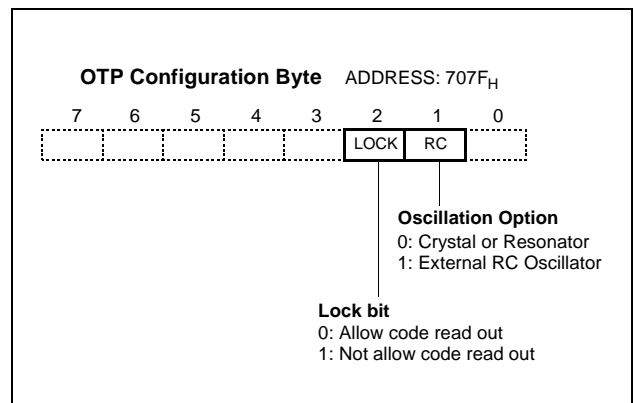 OTP Configuration Byte ADDRESS: 707FH
7 6 5 4 3 2 1 0
LOCK RC
Oscillation Option
0: Crystal or Resonator
1: External RC Oscillator
Lock bit
0: Allow code read out
1: Not allow code read out